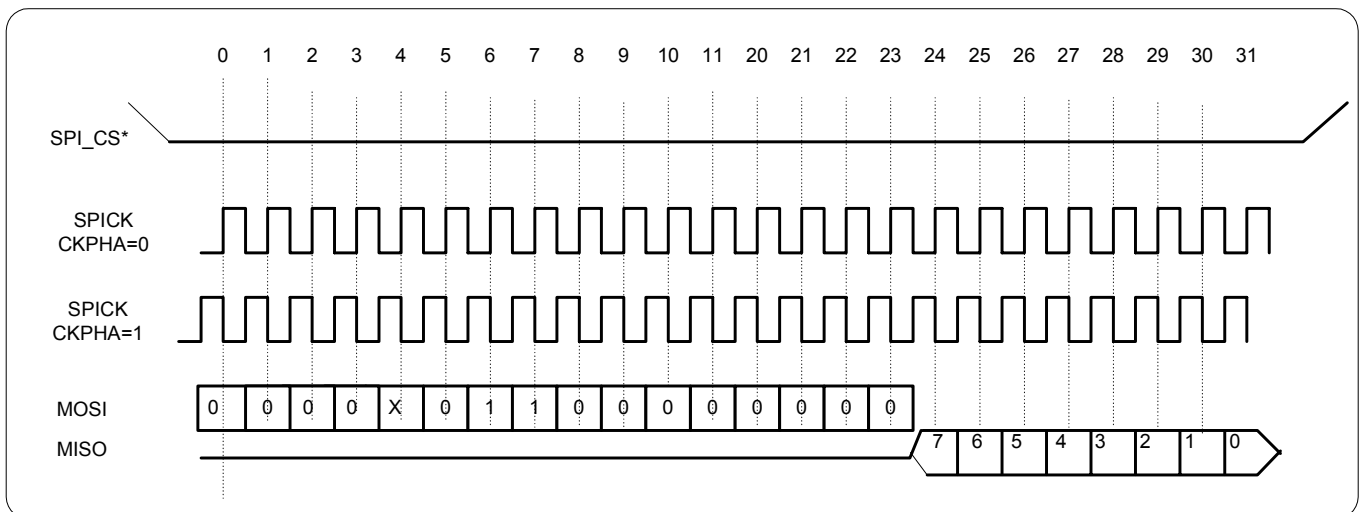 0 1 2 3 4 5 6 7 8 9 10 11 20 21 22 23 24 25 26 27 28 29 30 31
SPI_CS*
SPICK
CKPHA=0
SPICK
CKPHA=1
MOSI 0 0 0 0 X 0 1 1 0 0 0 0 0 0 0 0
MISO 7 6 5 4 3 2 1 0